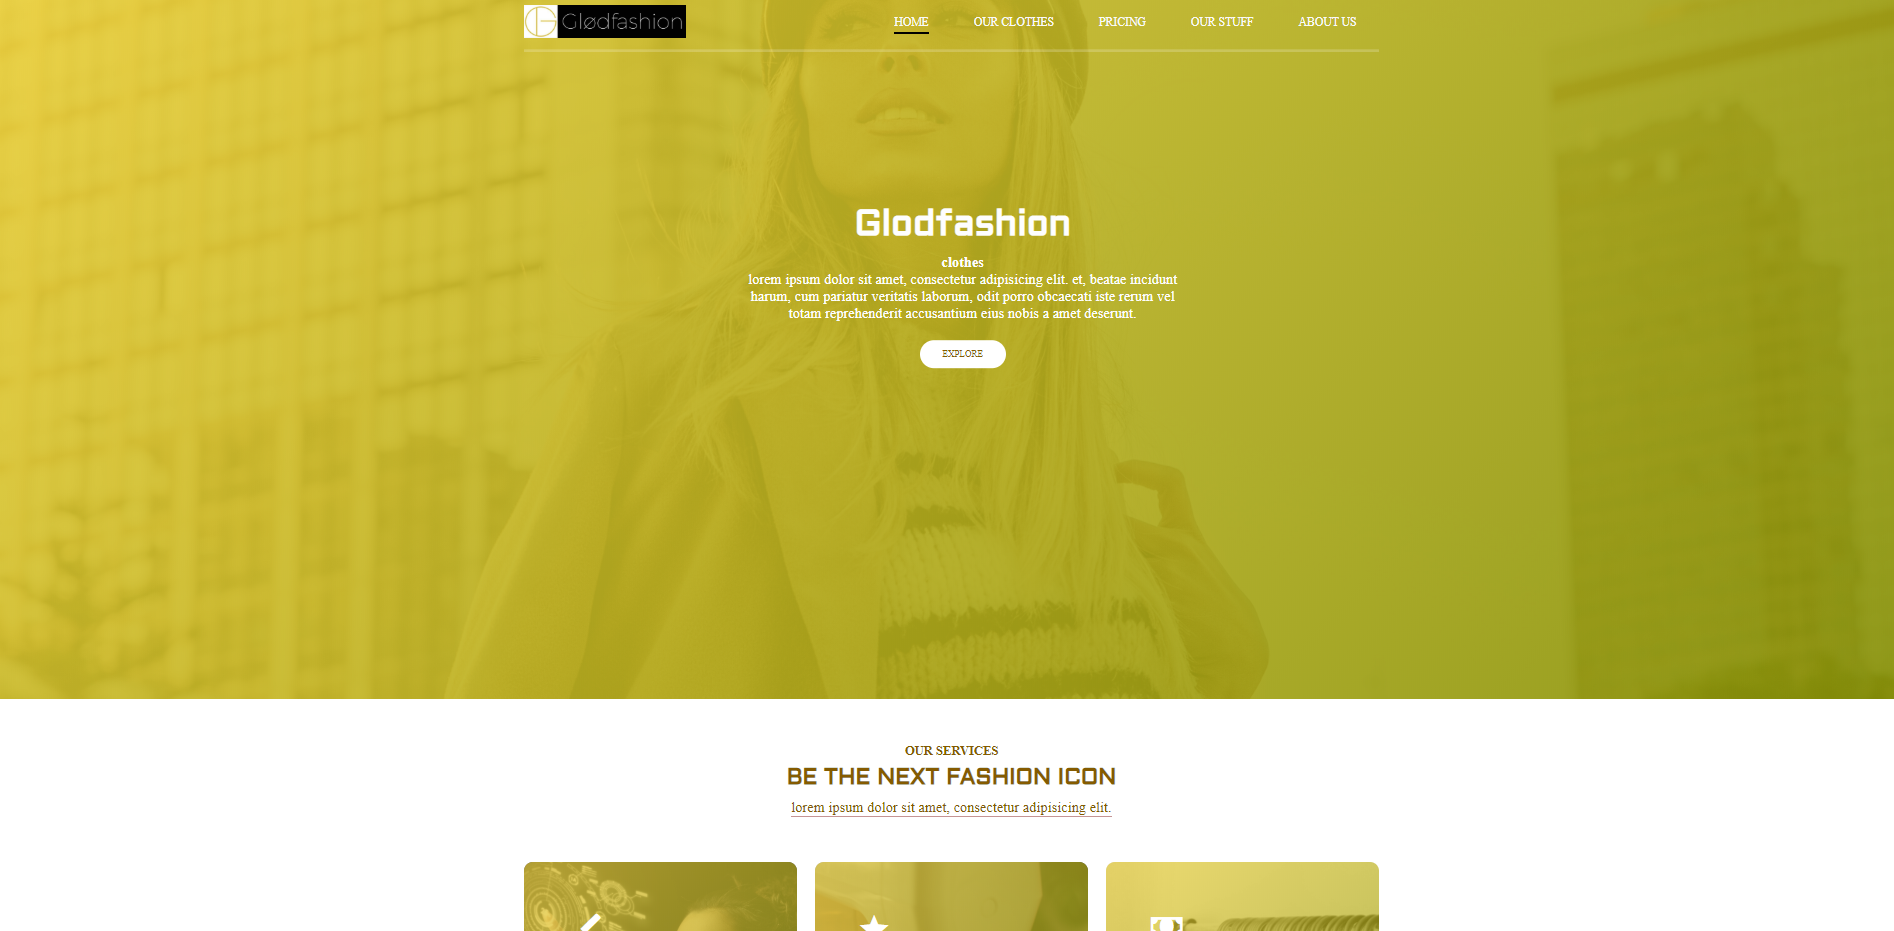 Glødfashion
HOME
OUR CLOTHES
PRICING
OUR STUFF
ABOUT US
Glodfashion
clothes
lorem ipsum dolor sit amet, consectetur adipisicing elit. et, beatae incidunt
harum, cum pariatur veritatis laborum, odit porro obcaecati iste rerum vel
totam reprehenderit accusantium eius nobis a amet deserunt.
EXPLORE
OUR SERVICES
BE THE NEXT FASHION ICON
lorem ipsum dolor sit amet, consectetur adipisicing elit.